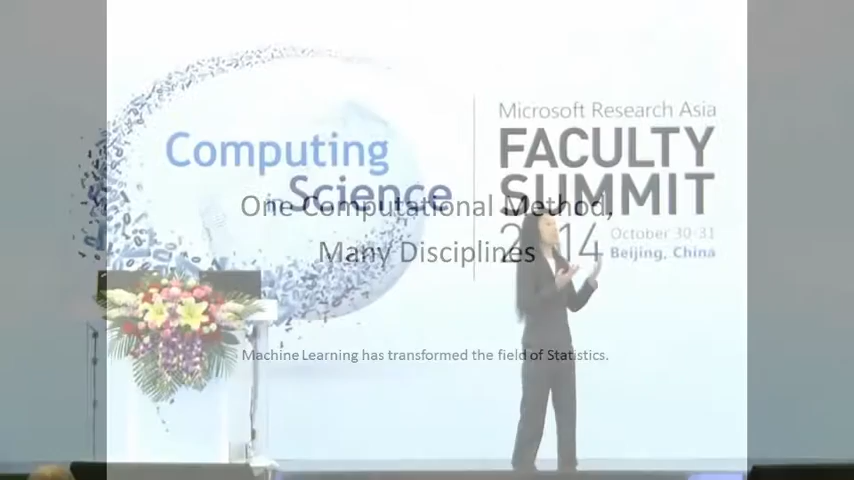 Computing
Science
Microsoft Research Asia
FACULTY
SUMMIT
2014
October 30-31
Beijing, China
One Computational Method,
Many Disciplines
Machine Learning has transformed the field of Statistics.